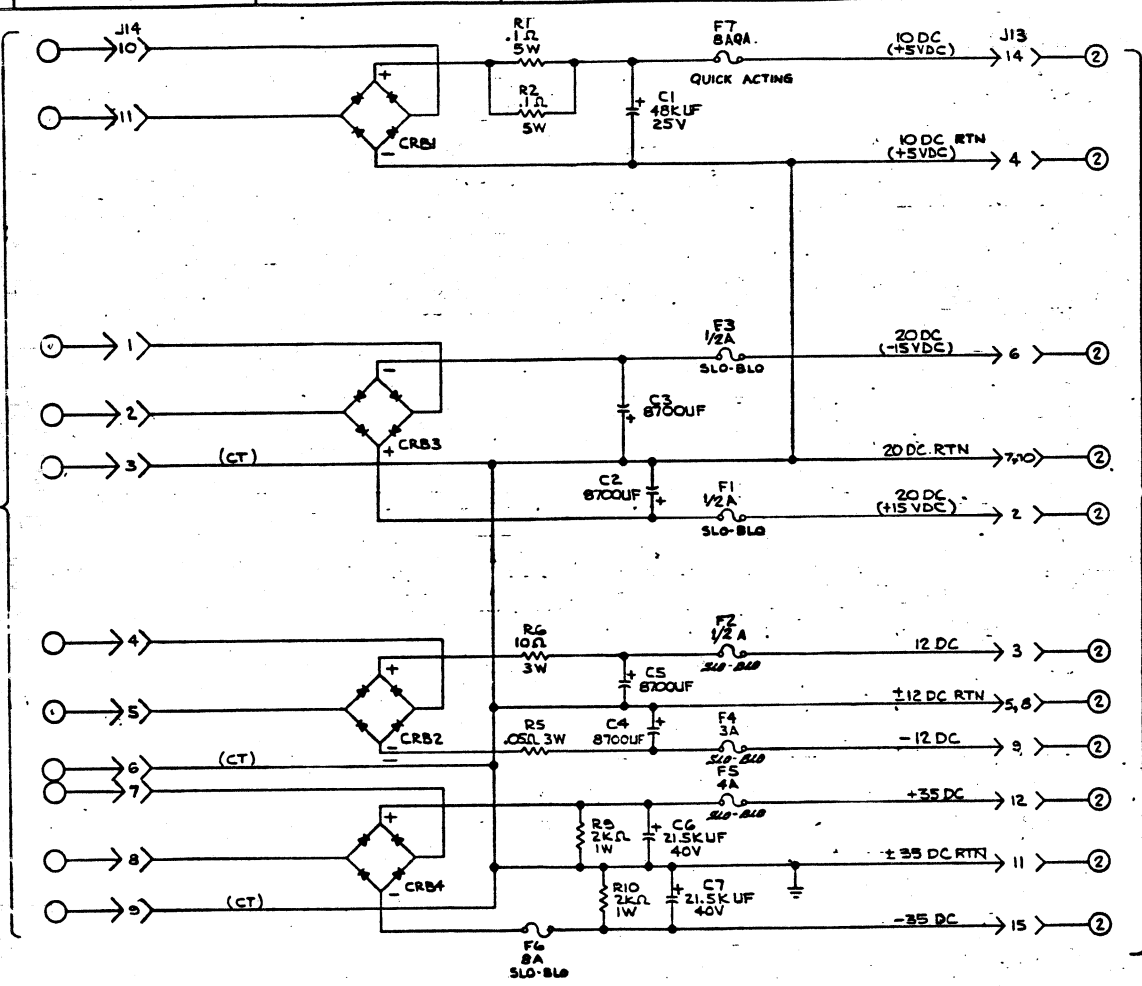 J14
10
R1
.1Ω
5W
F7
8AQA.
QUICK ACTING
10 DC
(+5VDC)
J13
14
2
+
R2
.1Ω
5W
+
C1
48K UF
25V
11
CRB1
−
10 DC RTN
(+5VDC)
4
2
1
F3
1/2A
SLO-BLO
20 DC
(-15VDC)
6
2
−
2
C3
+
8700UF
CRB3
+
3
(CT)
20 DC. RTN
7,10
2
C2
8700UF
+
F1
1/2A
SLO-BLO
20 DC
(+15 VDC)
2
2
4
R6
10Ω
3W
F2
1/2 A
SLO-BLO
12 DC
3
2
+
+
C5
8700UF
5
±12 DC RTN
5,8
2
CRB2
−
R5
.05Ω 3W
C4
8700UF
+
F4
3A
SLO-BLO
-12 DC
9
2
6
(CT)
7
F5
4A
SLO-BLO
+35 DC
12
2
+
R9
2KΩ
1W
+
C6
21.5K UF
40V
8
CRB4
−
±35 DC RTN
11
2
9
(CT)
R10
2KΩ
1W
+
C7
21.5K UF
40V
F6
8A
SLO-BLO
-35 DC
15
2